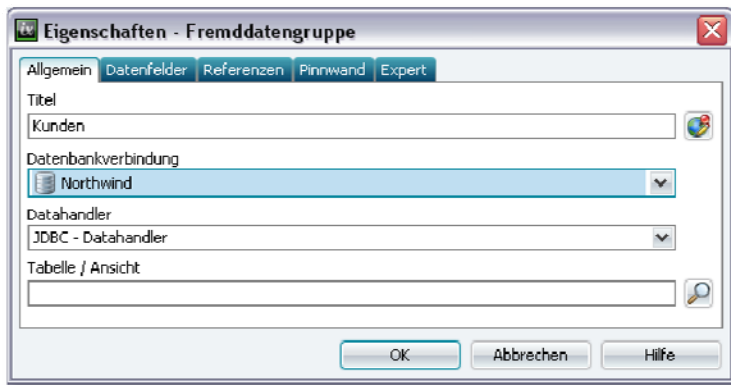 ix Eigenschaften - Fremddatengruppe
Allgemein Datenfelder Referenzen Pinnwand Expert
Titel
Kunden
Datenbankverbindung
Northwind
Datahandler
JDBC - Datahandler
Tabelle / Ansicht
OK Abbrechen Hilfe